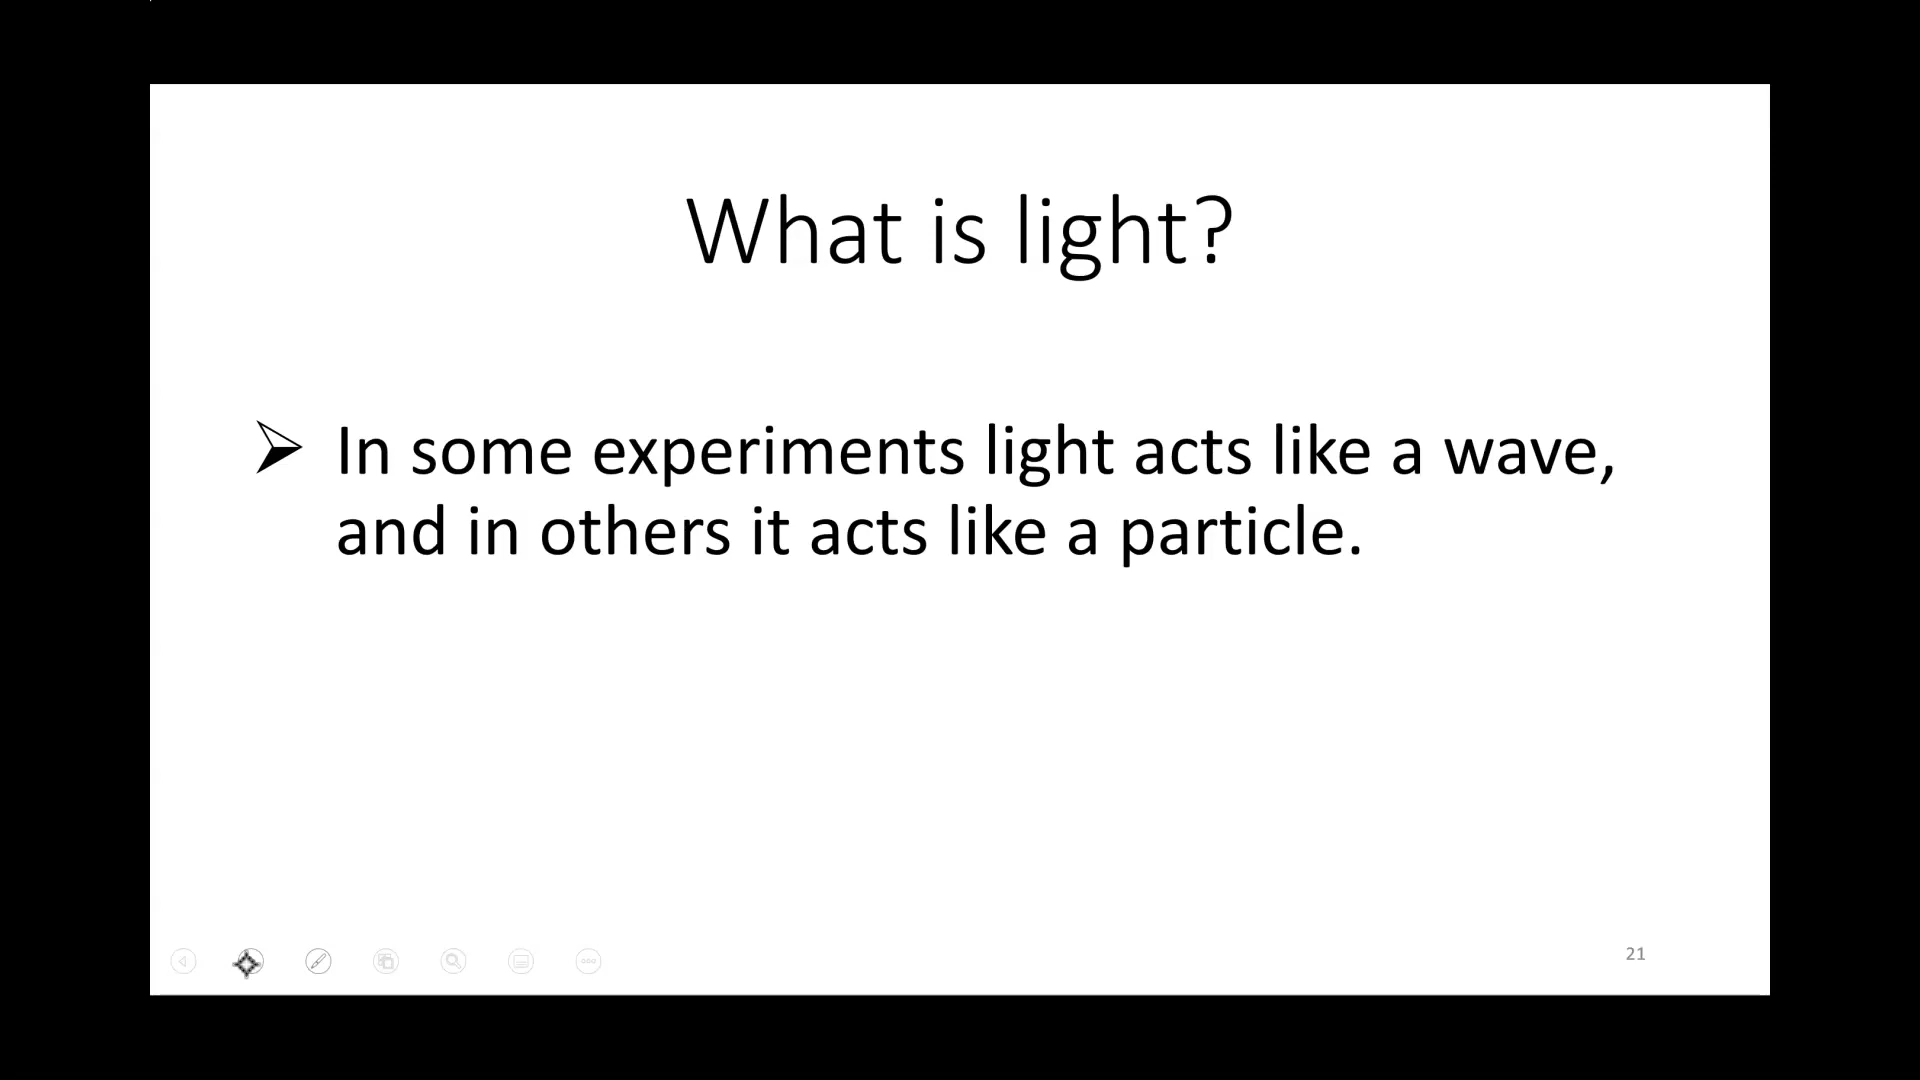 What is light?
➢ In some experiments light acts like a wave,
and in others it acts like a particle.
21